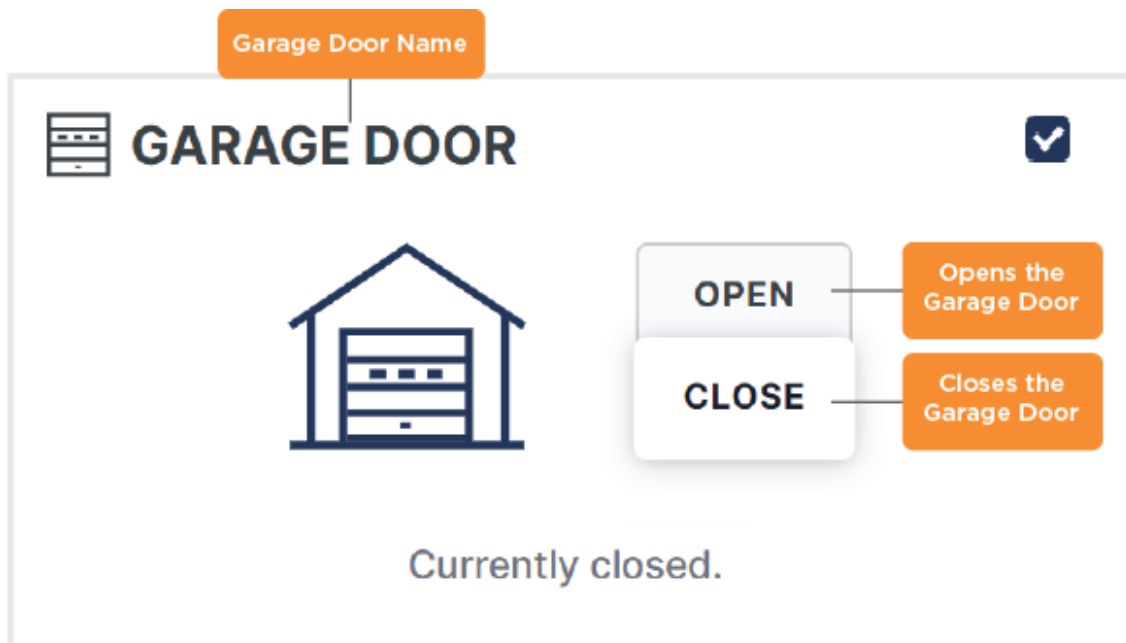 Garage Door Name
GARAGE DOOR
OPEN
Opens the
Garage Door
CLOSE
Closes the
Garage Door
Currently closed.